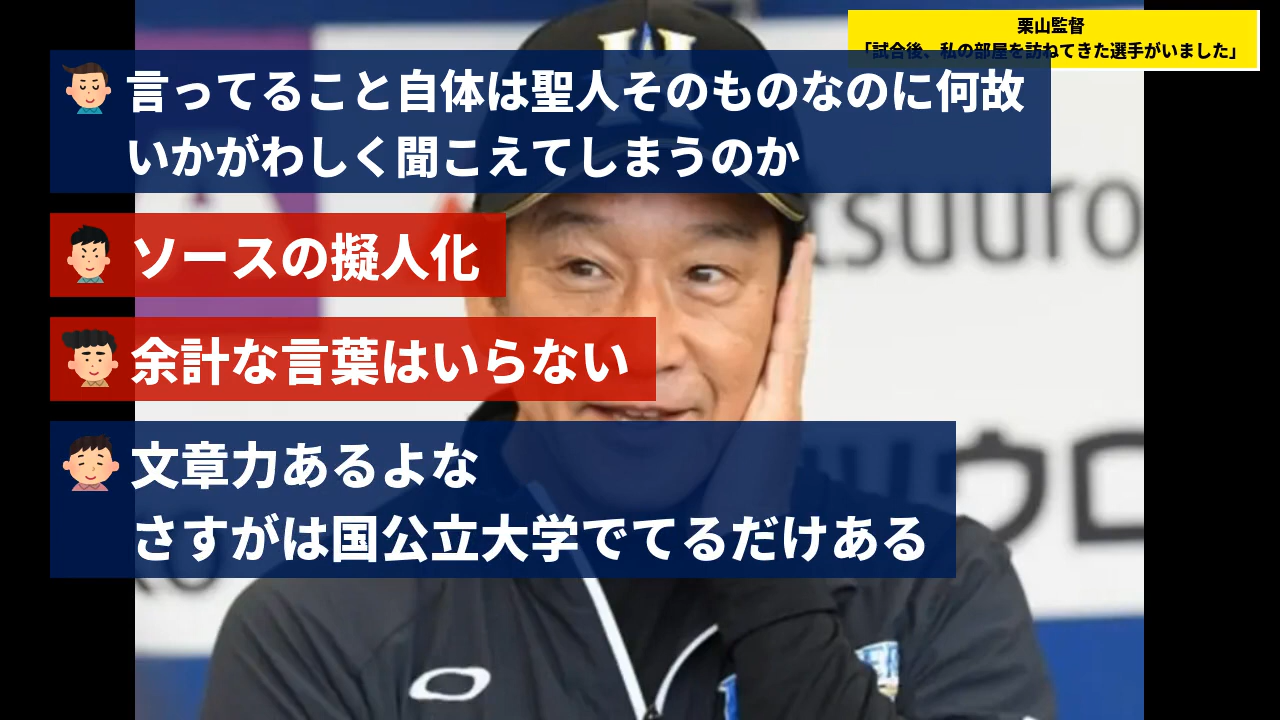 栗山監督
「試合後、私の部屋を訪ねてきた選手がいました」
言ってること自体は聖人そのものなのに何故
いかがわしく聞こえてしまうのか
ソースの擬人化
余計な言葉はいらない
文章力あるよな
さすがは国公立大学でてるだけある
tsuuro
ウロ